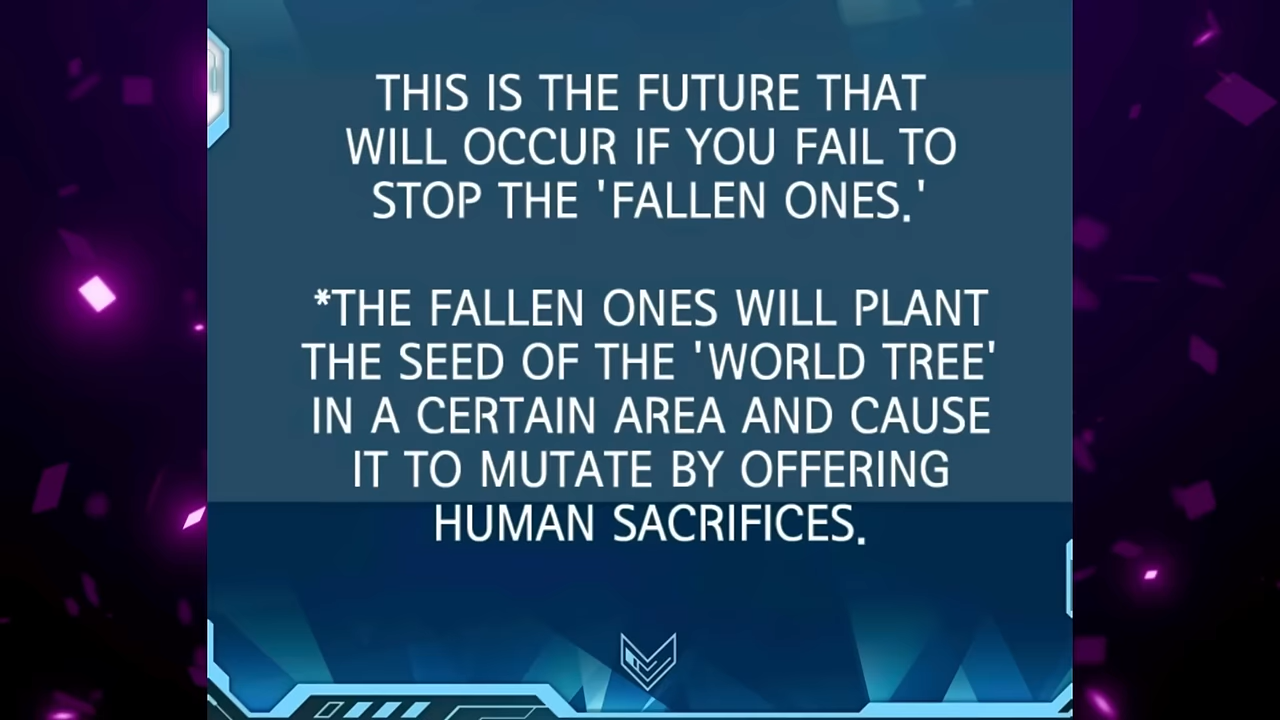 THIS IS THE FUTURE THAT
WILL OCCUR IF YOU FAIL TO
STOP THE 'FALLEN ONES.'
*THE FALLEN ONES WILL PLANT
THE SEED OF THE 'WORLD TREE'
IN A CERTAIN AREA AND CAUSE
IT TO MUTATE BY OFFERING
HUMAN SACRIFICES.